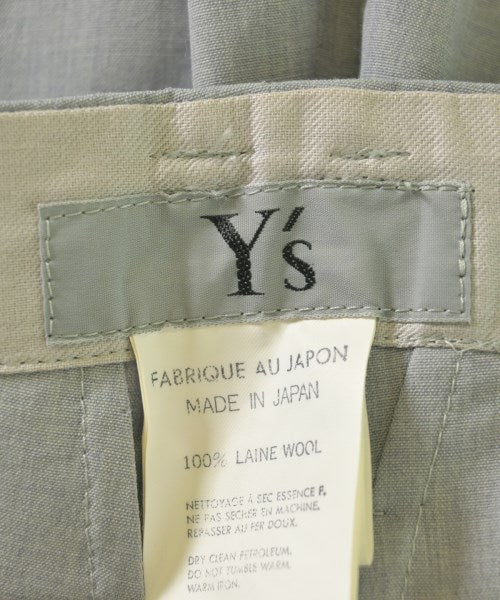 Y's
FABRIQUE AU JAPON
MADE IN JAPAN
100% LAINE WOOL
NETTOYAGE À SEC ESSENCE F,
NE PAS SECHER EN MACHINE.
REPASSER AU FER DOUX.
DRY CLEAN PETROLEUM.
DO NOT TUMBLE WARM.
WARM IRON.